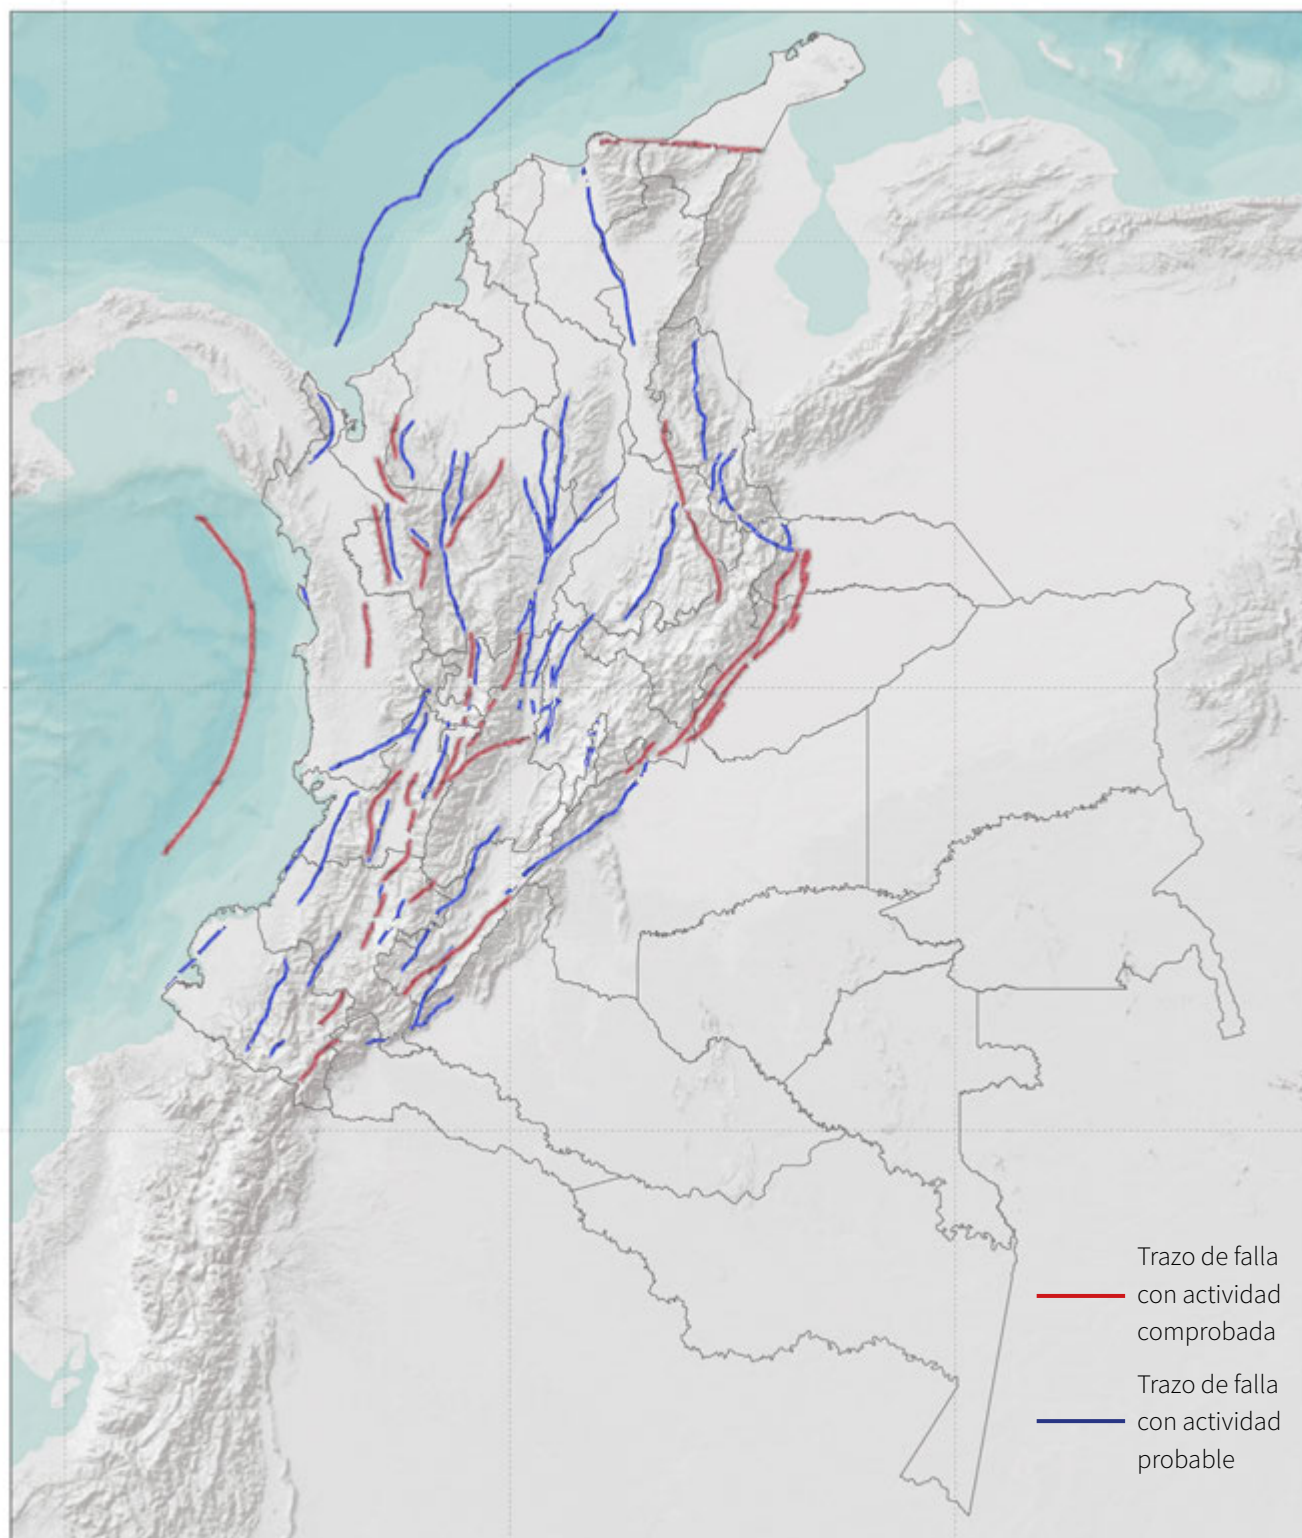 Trazo de falla
con actividad
comprobada
Trazo de falla
con actividad
probable